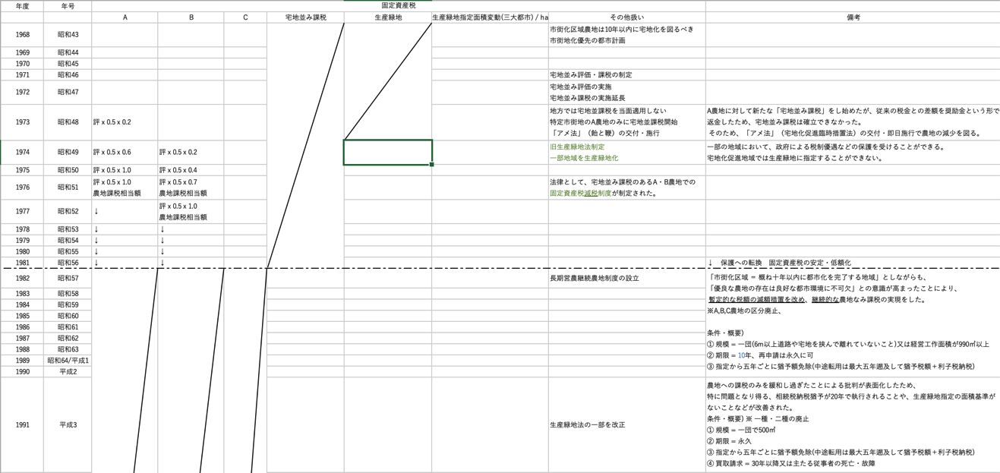 年度 年号 固定資産税
A B C 宅地並み課税 生産緑地 生産緑地指定面積変動(三大都市) / ha その他扱い 備考
1968 昭和43 市街化区域農地は10年以内に宅地化を図るべき
市街地化優先の都市計画
1969 昭和44
1970 昭和45
1971 昭和46 宅地並み評価・課税の制定
1972 昭和47 宅地並み評価の実施
宅地並み課税の実施延長
1973 昭和48 評 x 0.5 x 0.2 地方では宅地並課税を当面適用しない
特定市街地のA農地のみに宅地並課税開始
「アメ法」（飴と鞭）の交付・施行
A農地に対して新たな「宅地並み課税」をし始めたが、従来の税金との差額を奨励金という形で
返金したため、宅地並み課税は確立できなかった。
そのため、「アメ法」（宅地化促進臨時措置法）の交付・即日施行で農地の減少を図る。
1974 昭和49 評 x 0.5 x 0.6 評 x 0.5 x 0.2 旧生産緑地法制定
一部地域を生産緑地化
一部の地域において、政府による税制優遇などの保護を受けることができる。
宅地化促進地域では生産緑地に指定することができない。
1975 昭和50 評 x 0.5 x 1.0 評 x 0.5 x 0.4
1976 昭和51 評 x 0.5 x 1.0 評 x 0.5 x 0.7 法律として、宅地並み課税のあるA・B農地での
農地課税相当額 農地課税相当額 固定資産税減税制度が制定された。
1977 昭和52 ↓ 評 x 0.5 x 1.0
農地課税相当額
1978 昭和53 ↓ ↓
1979 昭和54 ↓ ↓
1980 昭和55 ↓ ↓
1981 昭和56 ↓ ↓ ↓ 保護への転換 固定資産税の安定・低額化
1982 昭和57 長期営農継続農地制度の設立 「市街化区域 ＝ 概ね十年以内に都市化を完了する地域」としながらも、
1983 昭和58 「優良な農地の存在は良好な都市環境に不可欠」との意識が高まったことにより、
1984 昭和59 暫定的な税額の減額措置を改め、継続的な農地なみ課税の実現をした。
1985 昭和60 ※A,B,C農地の区分廃止、
1986 昭和61
1987 昭和62 条件・概要)
1988 昭和63 ① 規模 = 一団(6m以上道路や宅地を挟んで離れていないこと)又は経営工作面積が990㎡以上
1989 昭和64/平成1 ② 期限 = 10年、再申請は永久に可
1990 平成2 ③ 指定から五年ごとに猶予額免除(中途転用は最大五年遡及して猶予税額＋利子税納税)
1991 平成3 生産緑地法の一部を改正
農地への課税のみを緩和し過ぎたことによる批判が表面化したため、
特に問題となり得る、相続税納税猶予が20年で執行されることや、生産緑地指定の面積基準が
ないことなどが改善された。
条件・概要) ※ 一種・二種の廃止
① 規模 = 一団で500㎡
② 期限 = 永久
③ 指定から五年ごとに猶予額免除(中途転用は最大五年遡及して猶予税額＋利子税納税)
④ 買取請求 = 30年以降又は主たる従事者の死亡・故障